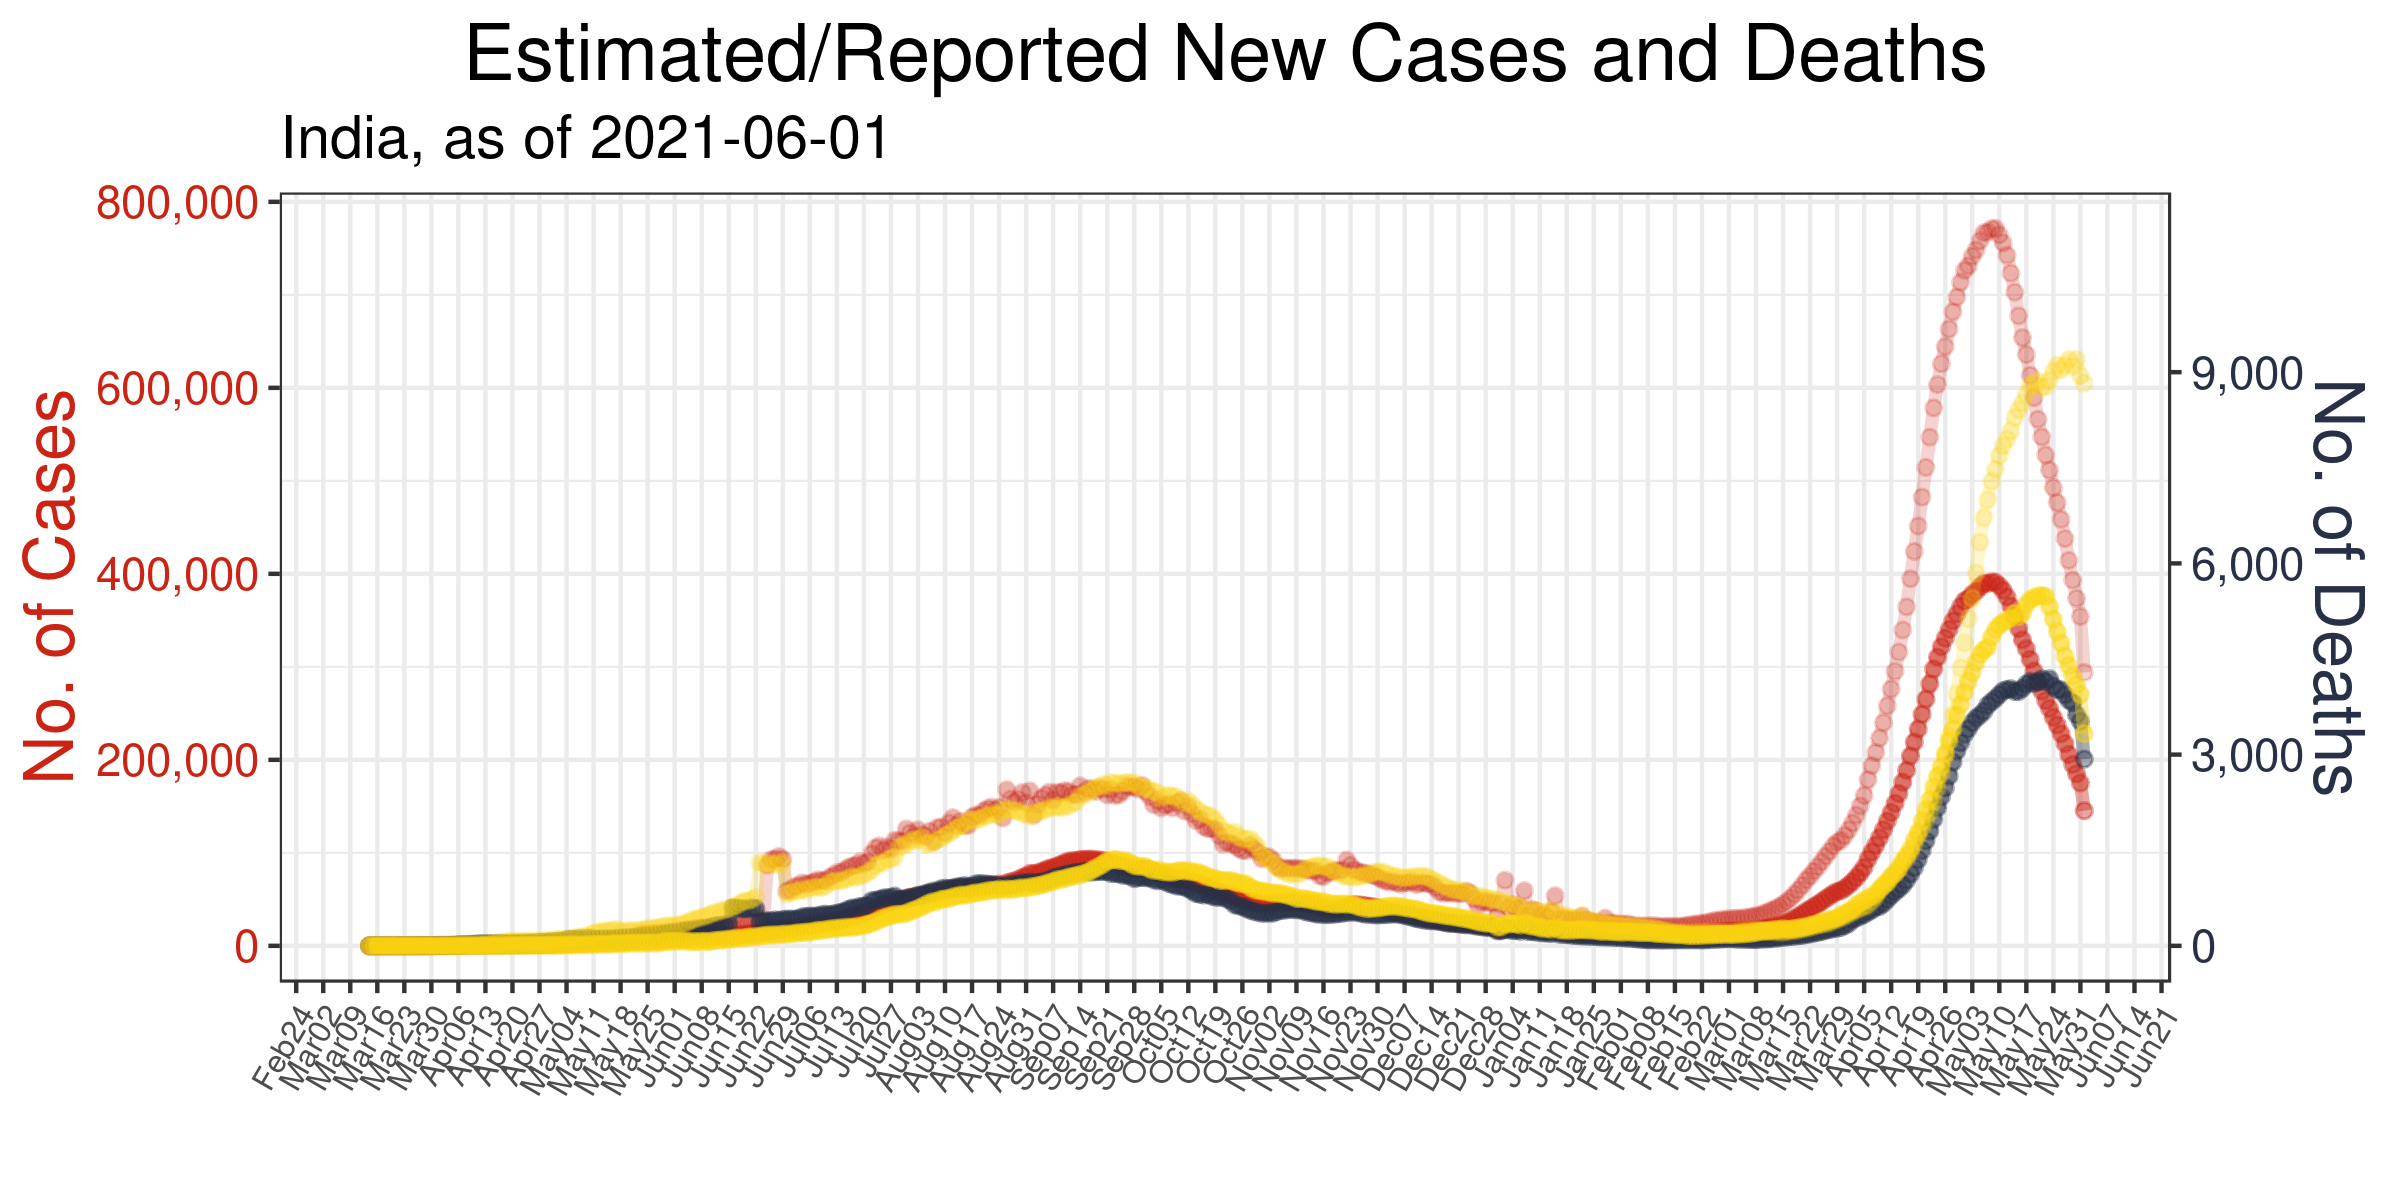 Estimated/Reported New Cases and Deaths
India, as of 2021-06-01
No. of Cases
800,000
600,000
400,000
200,000
0
9,000
6,000
3,000
0
No. of Deaths
Feb24
Mar02
Mar09
Mar16
Mar23
Mar30
Apr06
Apr13
Apr20
Apr27
May04
May11
May18
May25
Jun01
Jun08
Jun15
Jun22
Jun29
Jul06
Jul13
Jul20
Jul27
Aug03
Aug10
Aug17
Aug24
Aug31
Sep07
Sep14
Sep21
Sep28
Oct05
Oct12
Oct19
Oct26
Nov02
Nov09
Nov16
Nov23
Nov30
Dec07
Dec14
Dec21
Dec28
Jan04
Jan11
Jan18
Jan25
Feb01
Feb08
Feb15
Feb22
Mar01
Mar08
Mar15
Mar22
Mar29
Apr05
Apr12
Apr19
Apr26
May03
May10
May17
May24
May31
Jun07
Jun14
Jun21